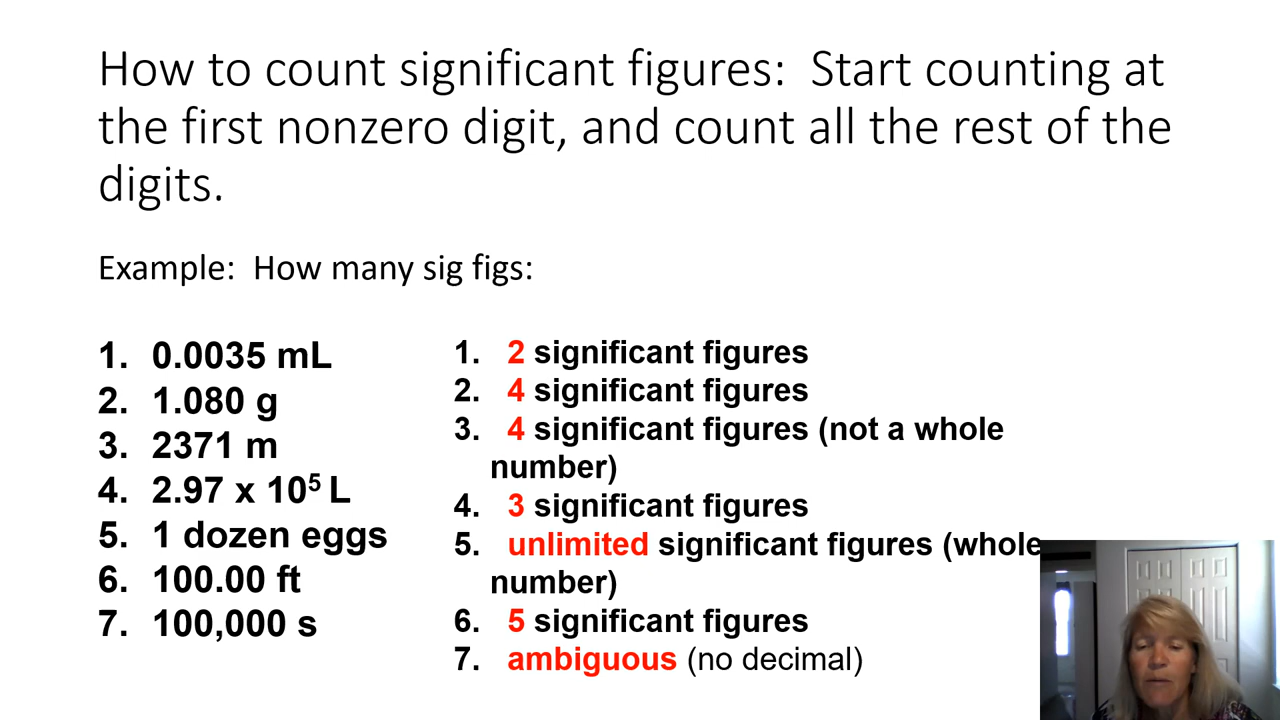 How to count significant figures:  Start counting at
the first nonzero digit, and count all the rest of the
digits.
Example:  How many sig figs:
1. 0.0035 mL
2. 1.080 g
3. 2371 m
4. 2.97 x 10⁵ L
5. 1 dozen eggs
6. 100.00 ft
7. 100,000 s
1. 2 significant figures
2. 4 significant figures
3. 4 significant figures (not a whole
number)
4. 3 significant figures
5. unlimited significant figures (whole
number)
6. 5 significant figures
7. ambiguous (no decimal)